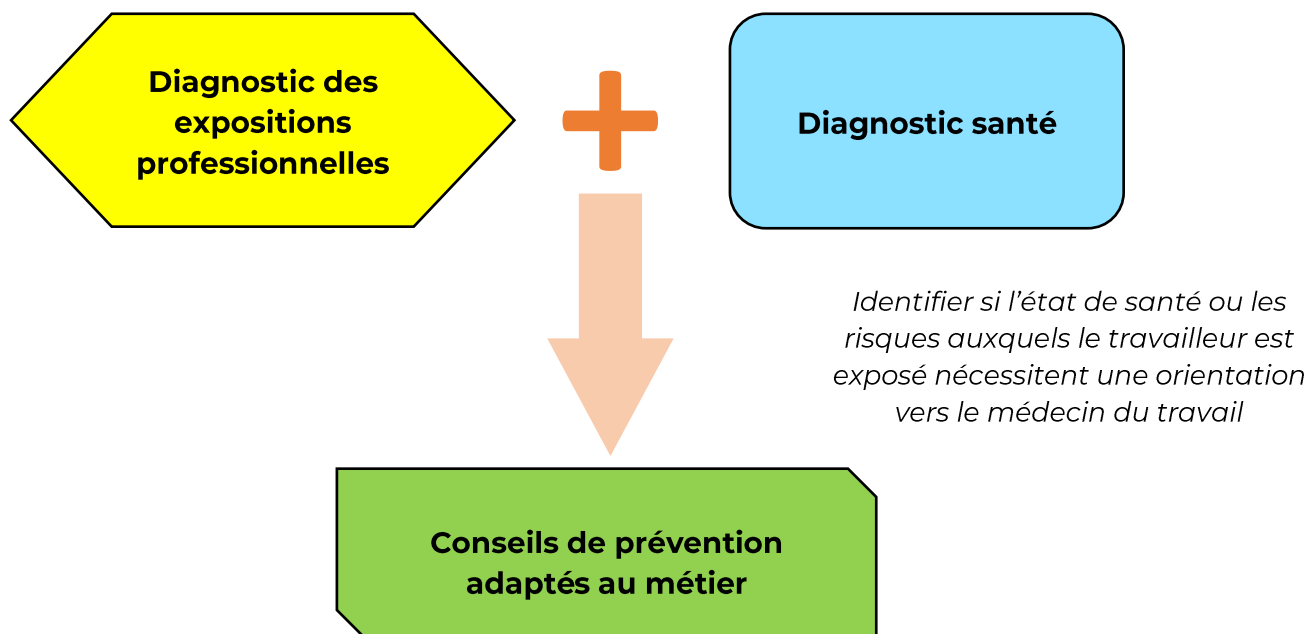 Diagnostic des
expositions
professionnelles
Diagnostic santé
Identifier si l’état de santé ou les
risques auxquels le travailleur est
exposé nécessitent une orientation
vers le médecin du travail
Conseils de prévention
adaptés au métier